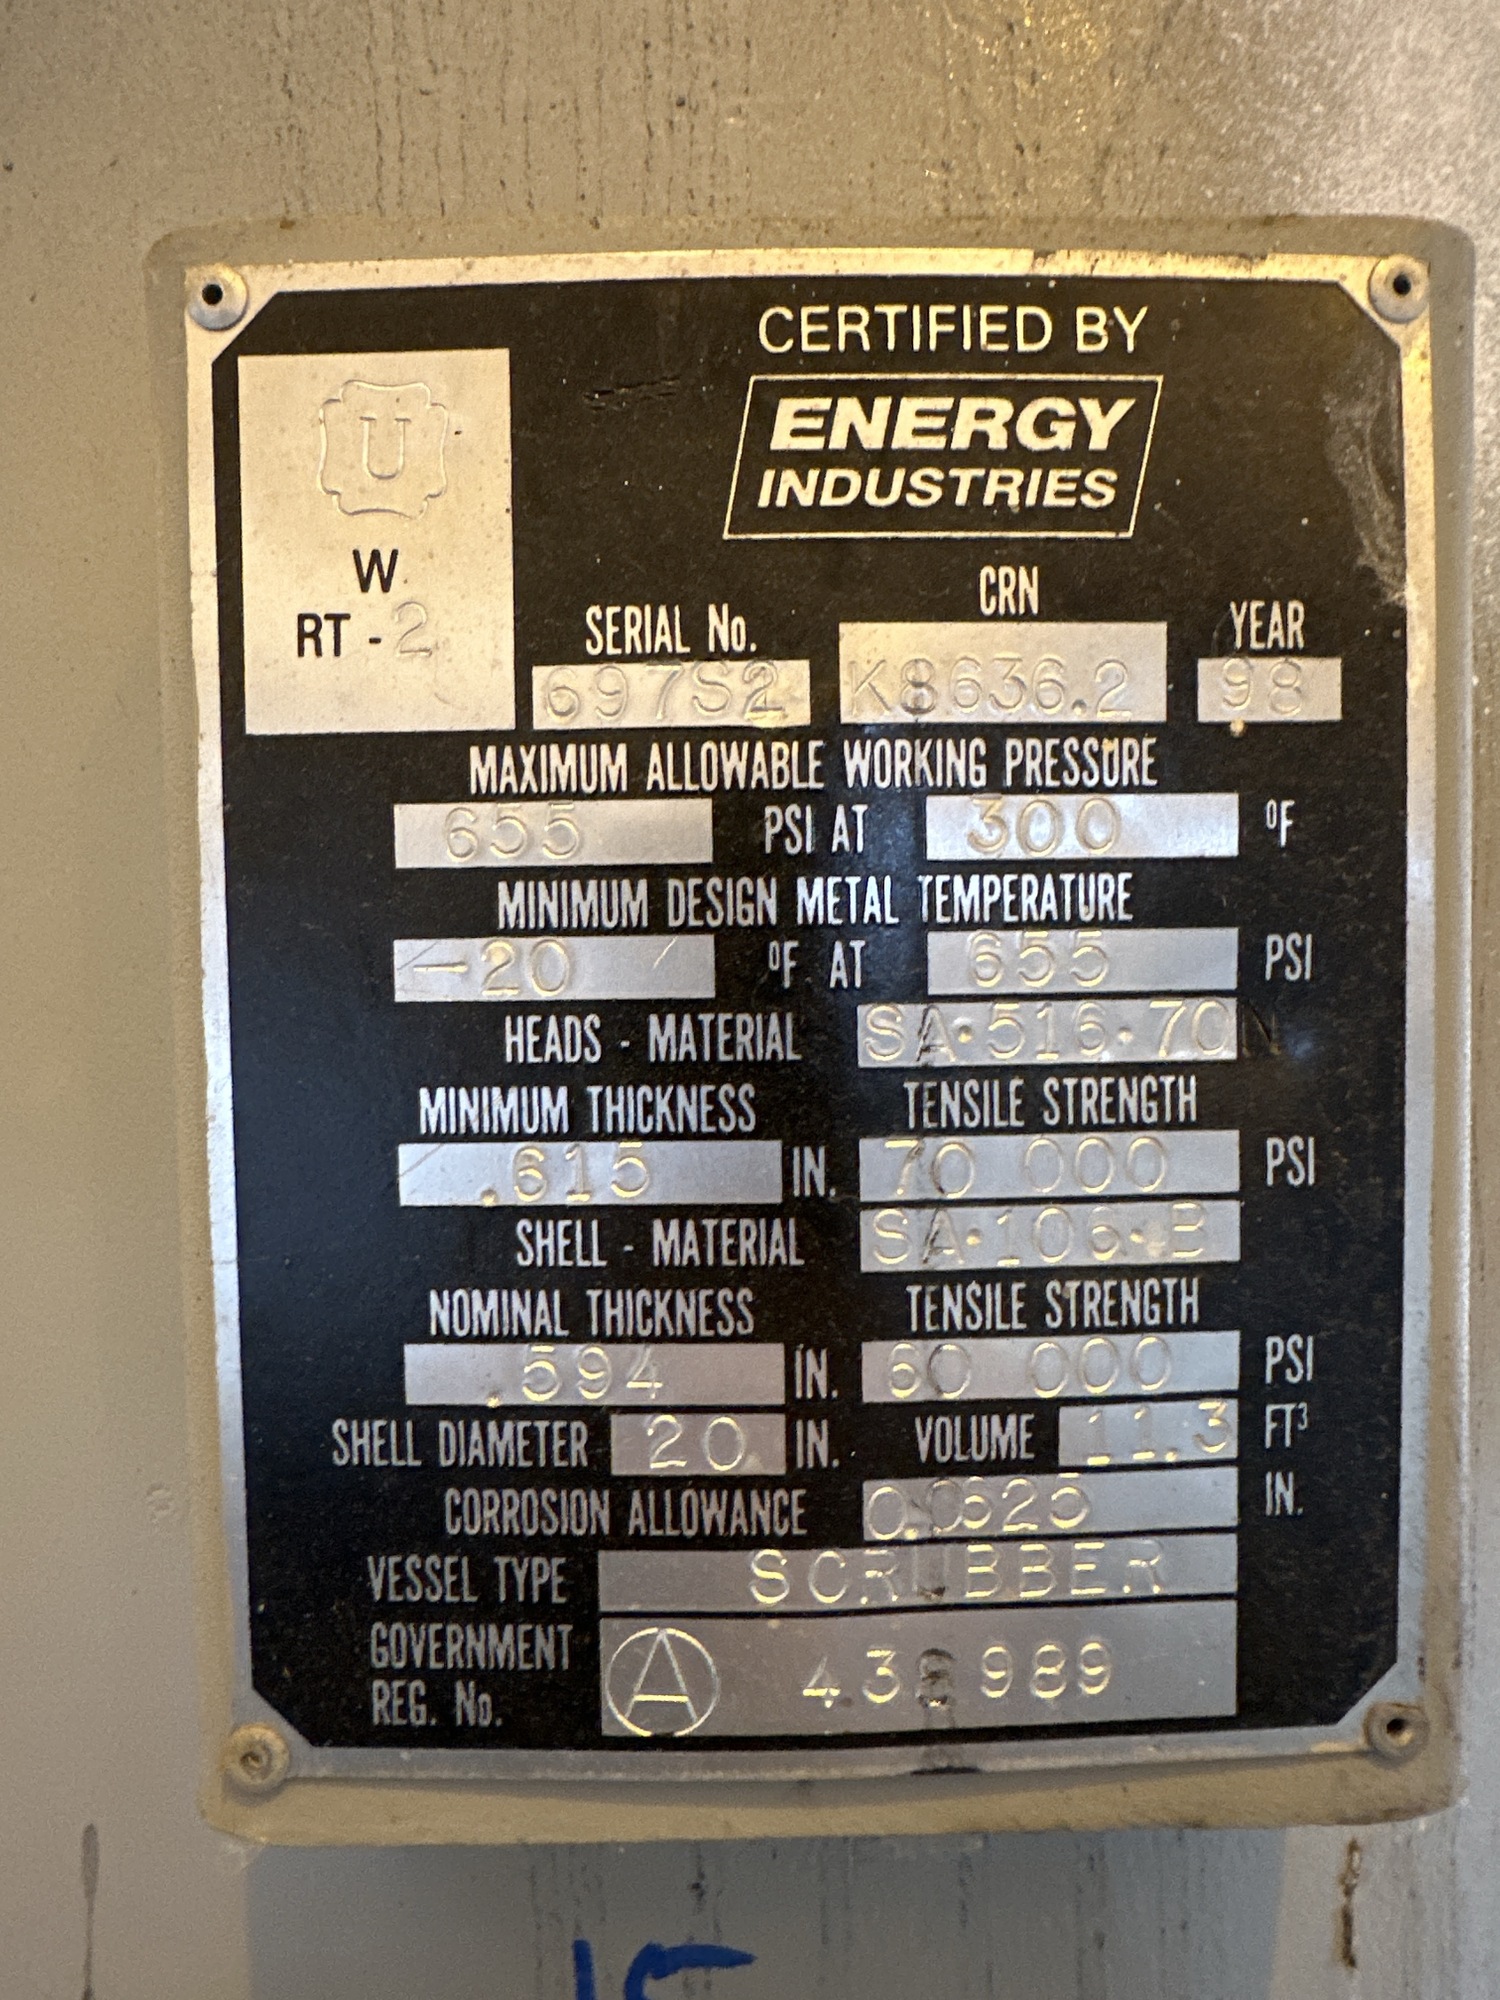 CERTIFIED BY
ENERGY
INDUSTRIES
U
W
RT - 2
SERIAL No. CRN YEAR
697S2 K8636.2 98
MAXIMUM ALLOWABLE WORKING PRESSURE
655 PSI AT 300 ºF
MINIMUM DESIGN METAL TEMPERATURE
-20 ºF AT 655 PSI
HEADS - MATERIAL SA·516·70N
MINIMUM THICKNESS TENSILE STRENGTH
.615 IN. 70 000 PSI
SHELL - MATERIAL SA·106·B
NOMINAL THICKNESS TENSILE STRENGTH
.594 IN. 60 000 PSI
SHELL DIAMETER 20 IN. VOLUME 11.3 FT³
CORROSION ALLOWANCE 0.0625 IN.
VESSEL TYPE SCRUBBER
GOVERNMENT
REG. No. A